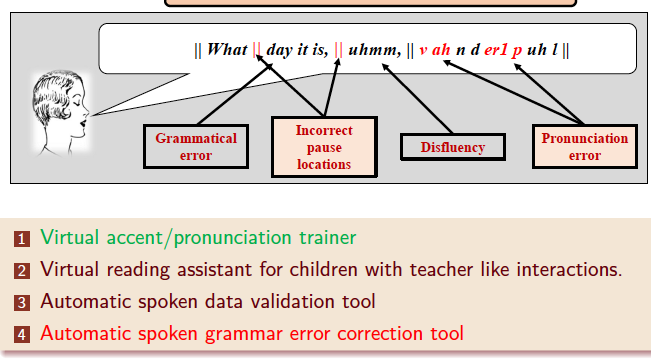 || What || day it is, || uhmm, || v ah n d er1 p uh l ||
Grammatical
error
Incorrect
pause
locations
Disfluency
Pronunciation
error
1 Virtual accent/pronunciation trainer
2 Virtual reading assistant for children with teacher like interactions.
3 Automatic spoken data validation tool
4 Automatic spoken grammar error correction tool